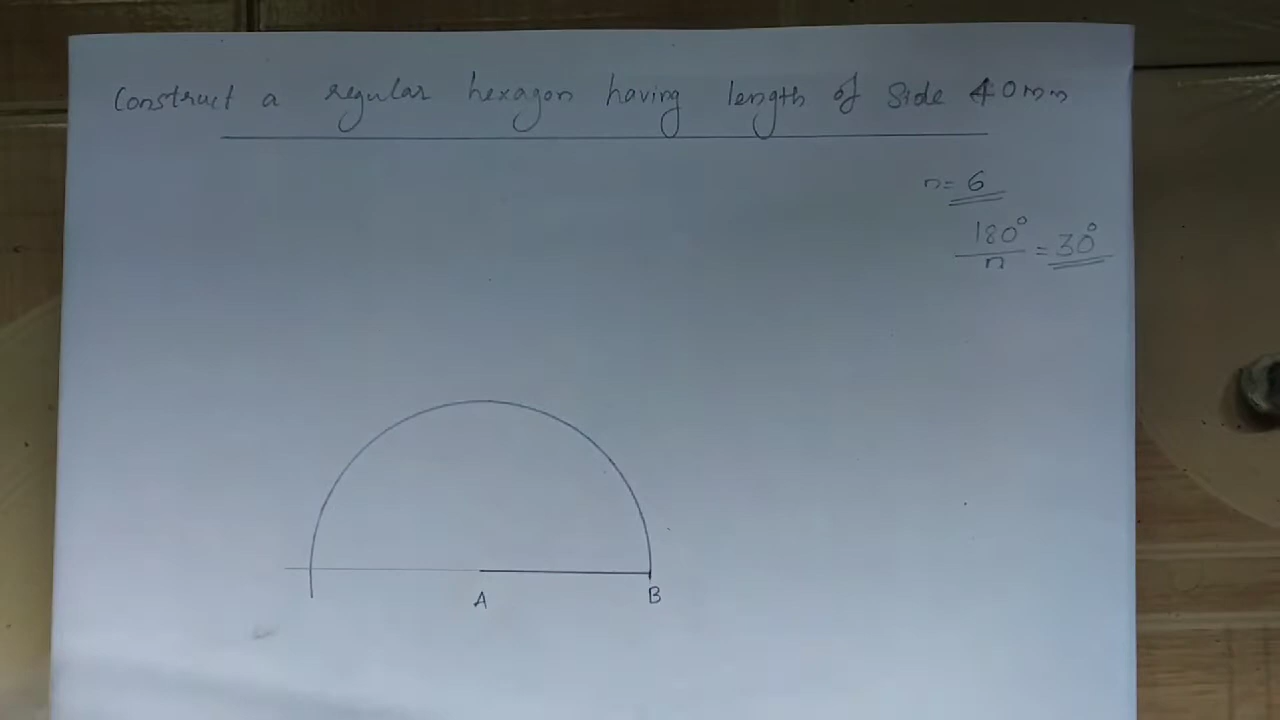 Construct a regular hexagon having length of side 40mm
n = 6
180°
n
= 30°
A
B